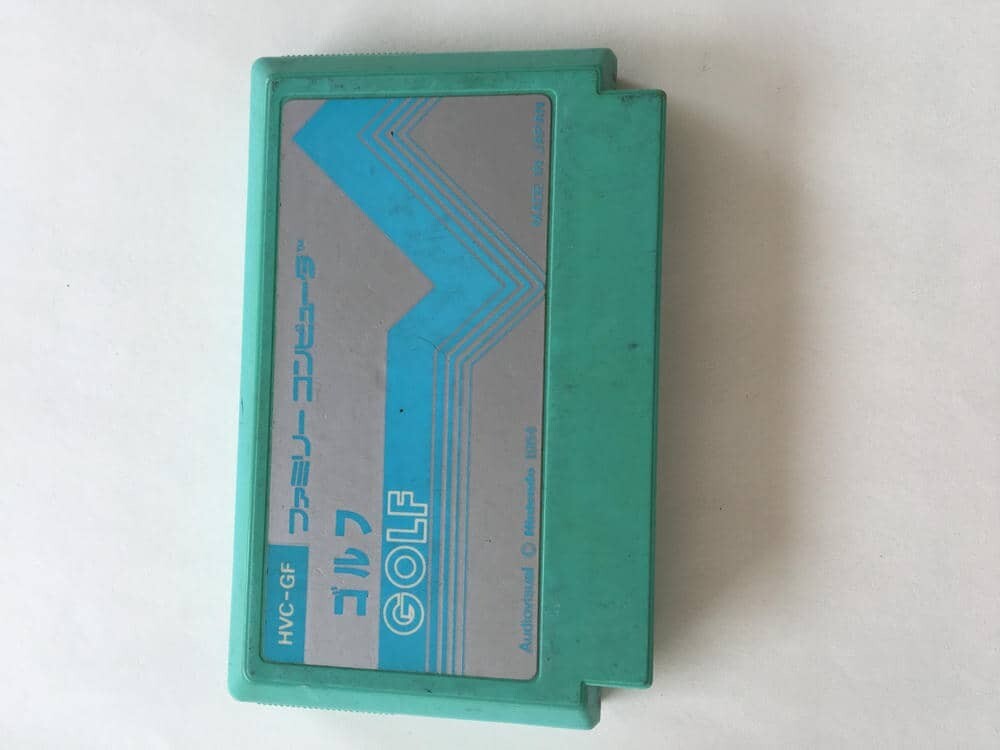 HVC-GF
ファミリー コンピュータ™
ゴルフ
GOLF
Audiovisual © Nintendo 1984
MADE IN JAPAN